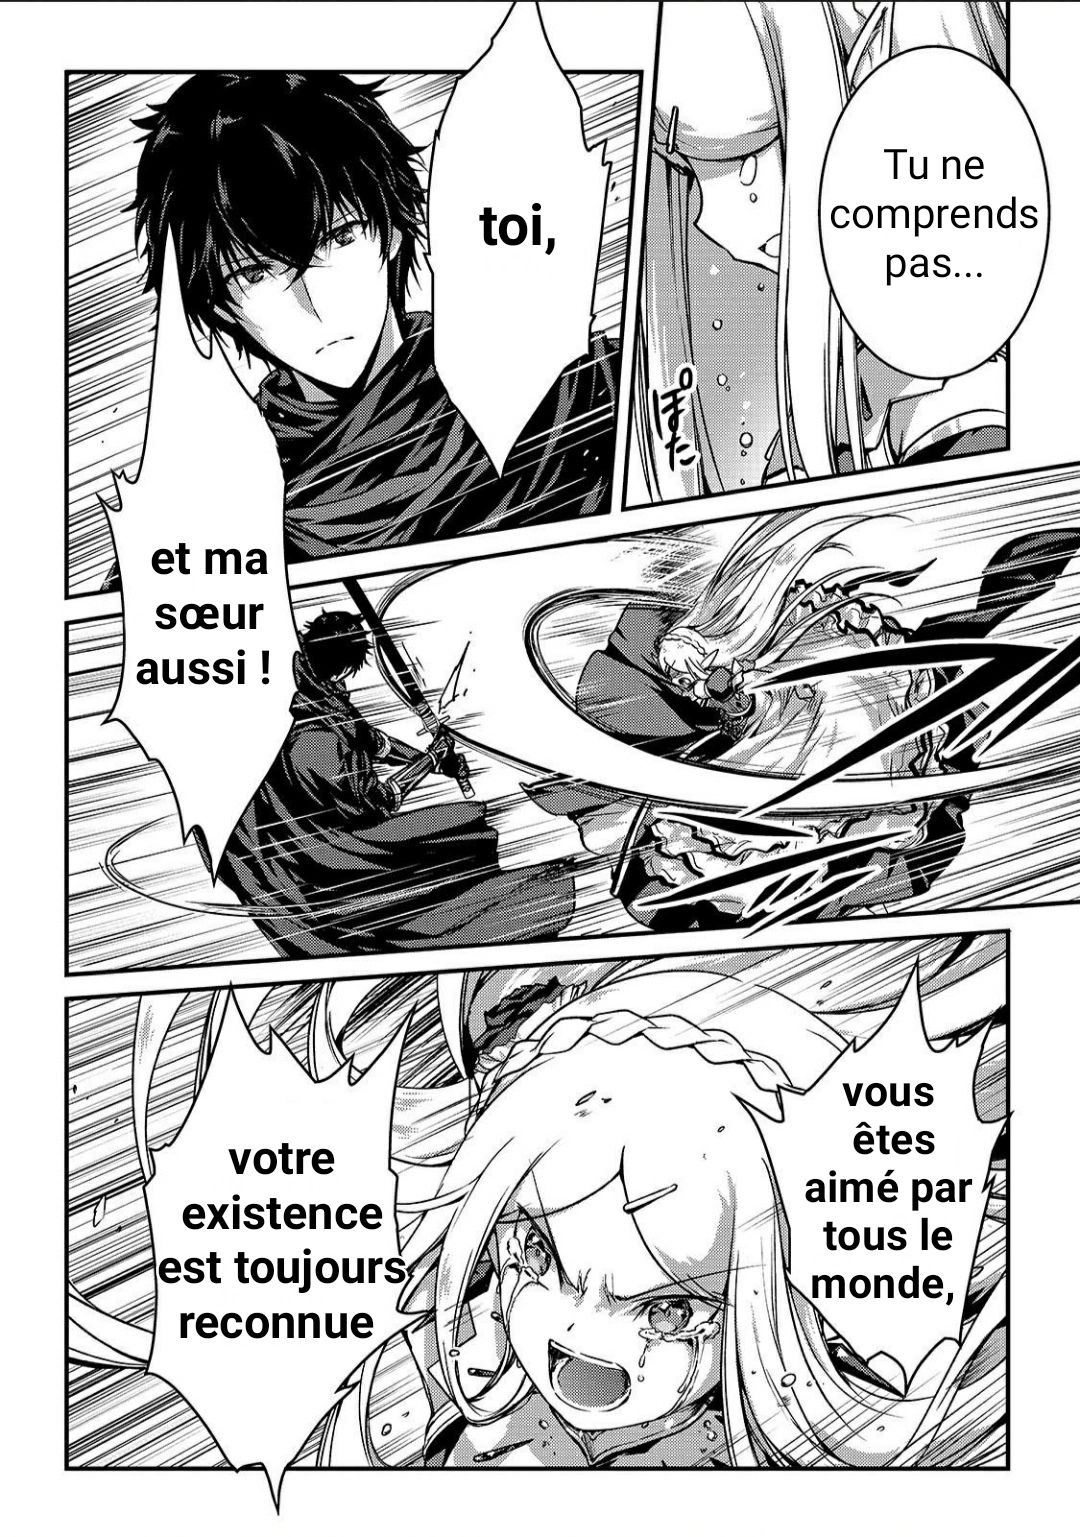 Tu ne
comprends
pas...
toi,
ぽた
et ma
sœur
aussi !
vous
êtes
aimé par
tous le
monde,
votre
existence
est toujours
reconnue